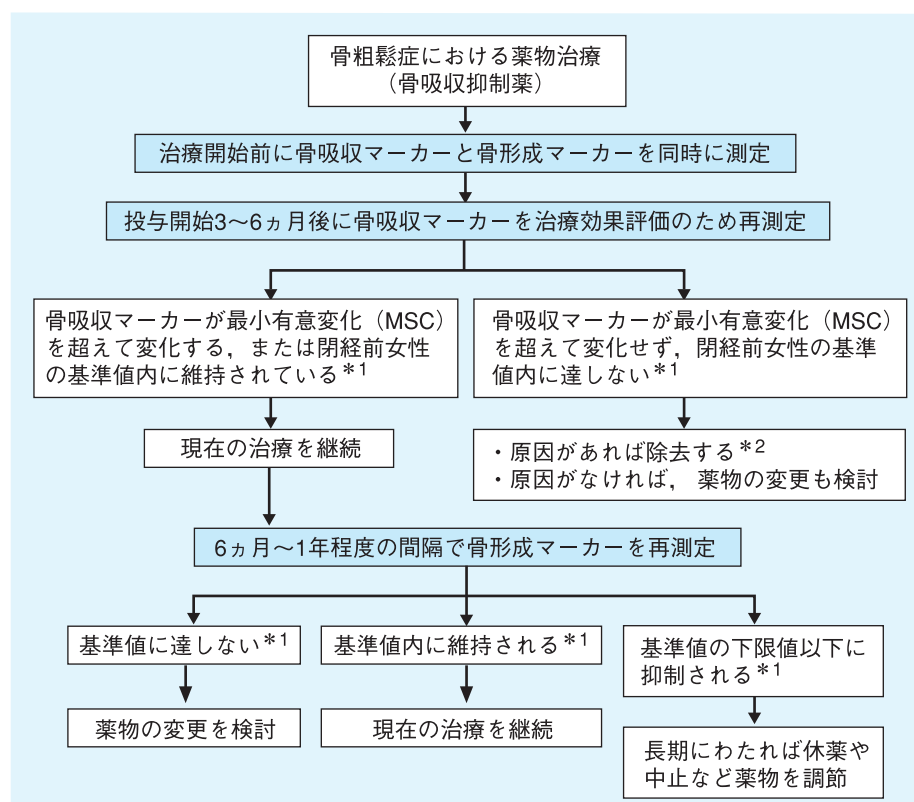 骨粗鬆症における薬物治療
（骨吸収抑制薬）
治療開始前に骨吸収マーカーと骨形成マーカーを同時に測定
投与開始3〜6ヵ月後に骨吸収マーカーを治療効果評価のため再測定
骨吸収マーカーが最小有意変化（MSC）
を超えて変化する，または閉経前女性
の基準値内に維持されている＊1
骨吸収マーカーが最小有意変化（MSC）
を超えて変化せず，閉経前女性の基準
値内に達しない＊1
現在の治療を継続
・原因があれば除去する＊2
・原因がなければ， 薬物の変更も検討
6ヵ月〜1年程度の間隔で骨形成マーカーを再測定
基準値に達しない＊1
基準値内に維持される＊1
基準値の下限値以下に
抑制される＊1
薬物の変更を検討
現在の治療を継続
長期にわたれば休薬や
中止など薬物を調節